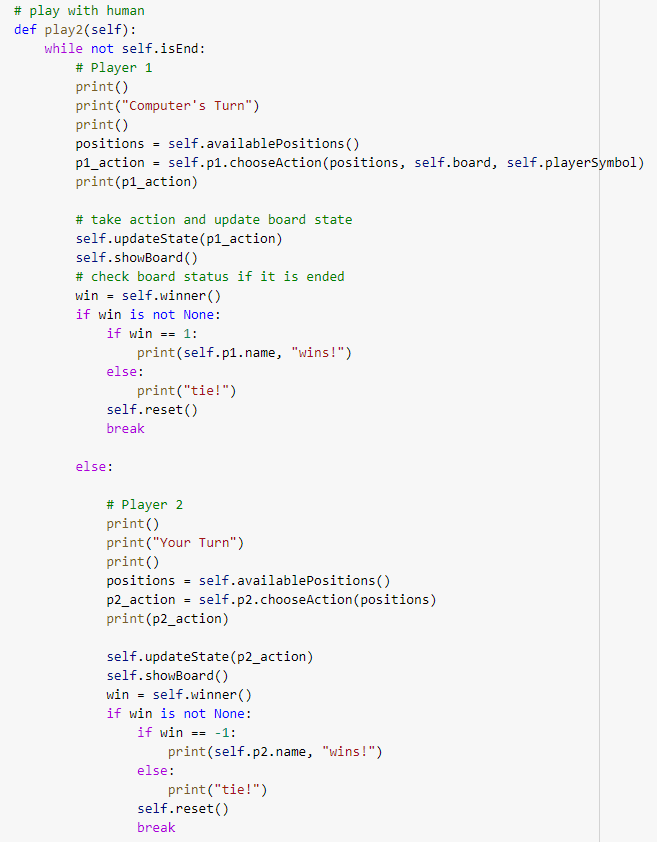 # play with human
def play2(self):
    while not self.isEnd:
        # Player 1
        print()
        print("Computer's Turn")
        print()
        positions = self.availablePositions()
        p1_action = self.p1.chooseAction(positions, self.board, self.playerSymbol)
        print(p1_action)

        # take action and update board state
        self.updateState(p1_action)
        self.showBoard()
        # check board status if it is ended
        win = self.winner()
        if win is not None:
            if win == 1:
                print(self.p1.name, "wins!")
            else:
                print("tie!")
            self.reset()
            break

        else:

            # Player 2
            print()
            print("Your Turn")
            print()
            positions = self.availablePositions()
            p2_action = self.p2.chooseAction(positions)
            print(p2_action)

            self.updateState(p2_action)
            self.showBoard()
            win = self.winner()
            if win is not None:
                if win == -1:
                    print(self.p2.name, "wins!")
                else:
                    print("tie!")
                self.reset()
                break